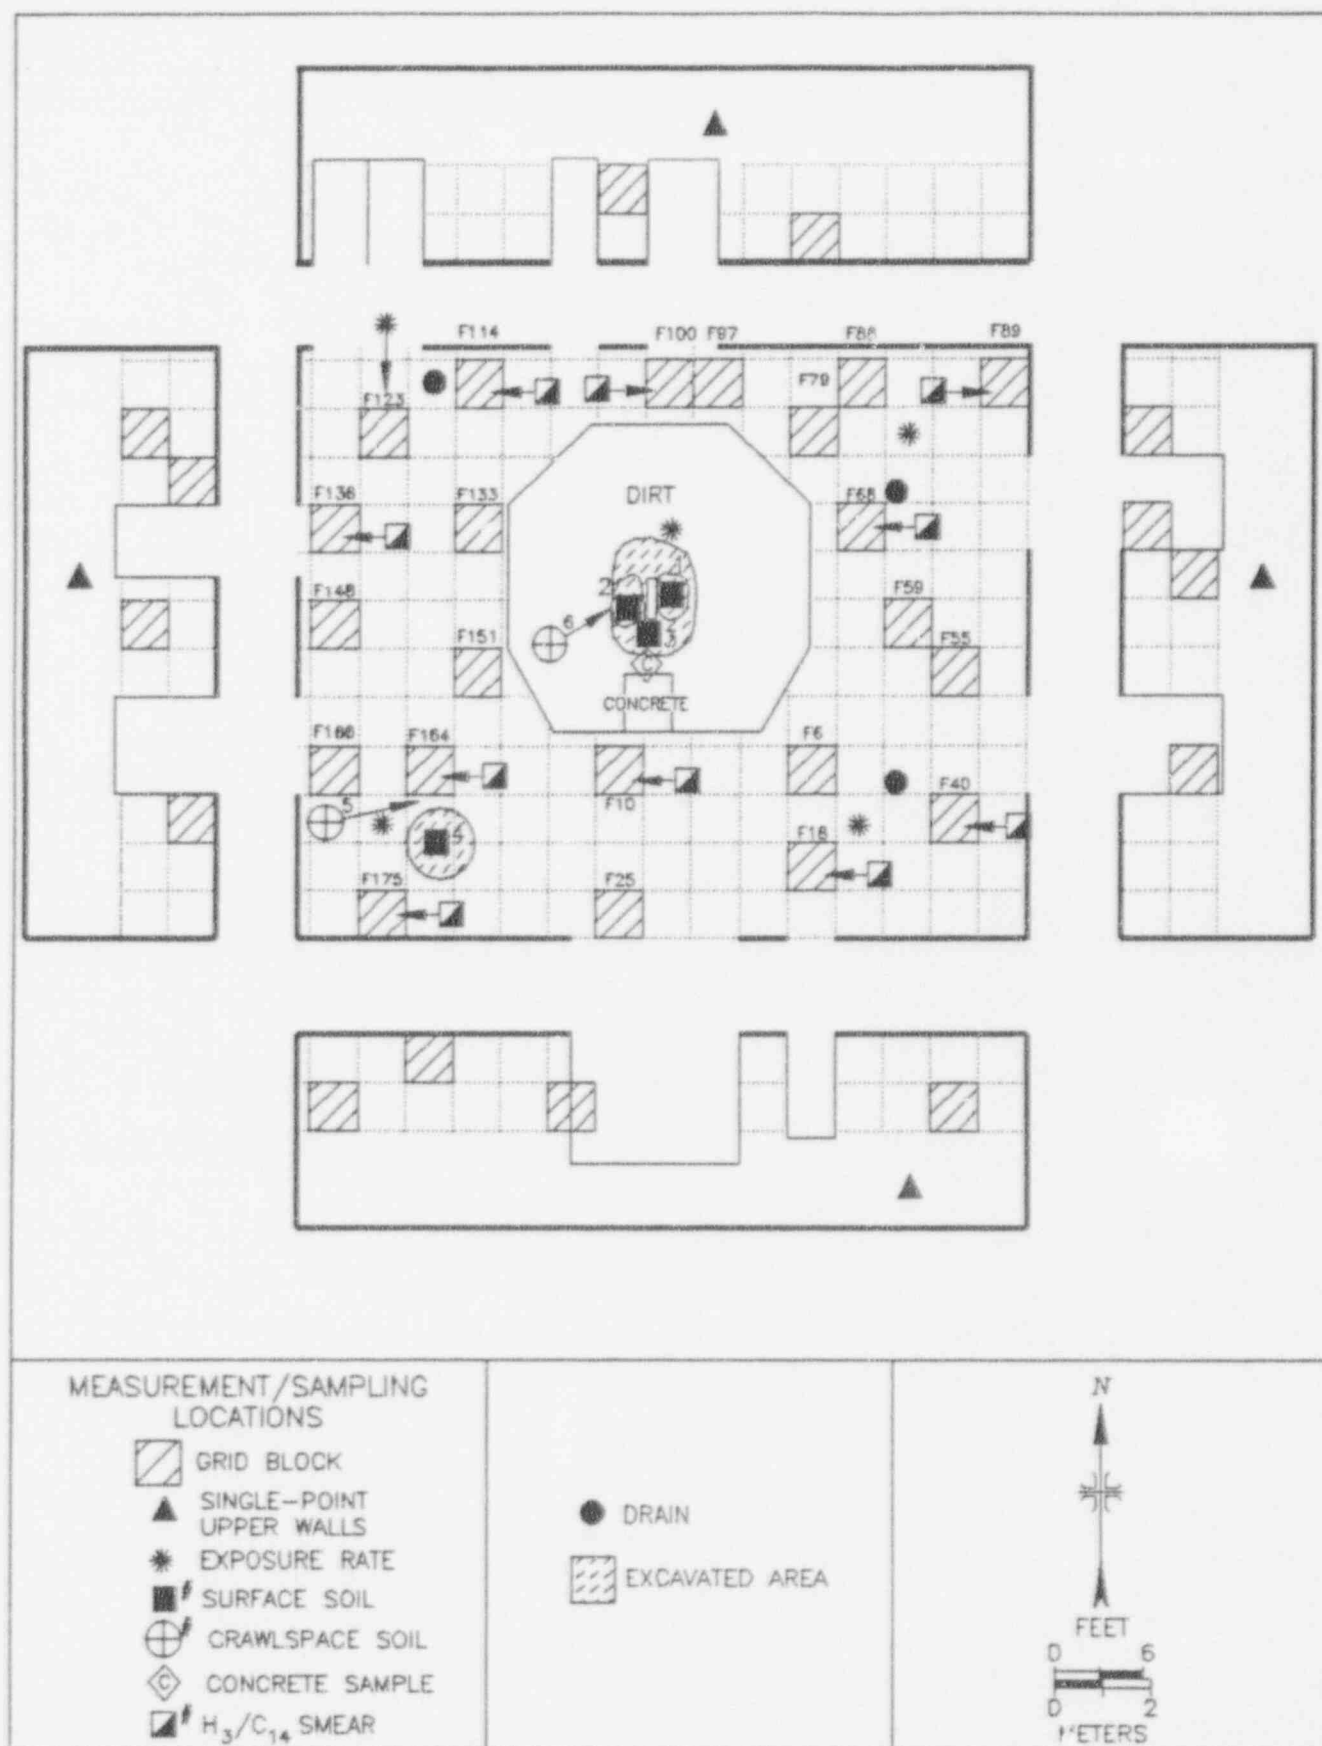 F114
F100 F97
F88
F89
F79
F123
F136
F133
DIRT
F68
1
2
F148
F59
6
3
F151
F55
C
CONCRETE
F166
F164
F6
F10
F40
5
F18
F175
F25
MEASUREMENT/SAMPLING
LOCATIONS
GRID BLOCK
SINGLE-POINT
UPPER WALLS
EXPOSURE RATE
# SURFACE SOIL
# CRAWLSPACE SOIL
C CONCRETE SAMPLE
# H3/C14 SMEAR
DRAIN
EXCAVATED AREA
N
FEET
0 6
0 2
METERS